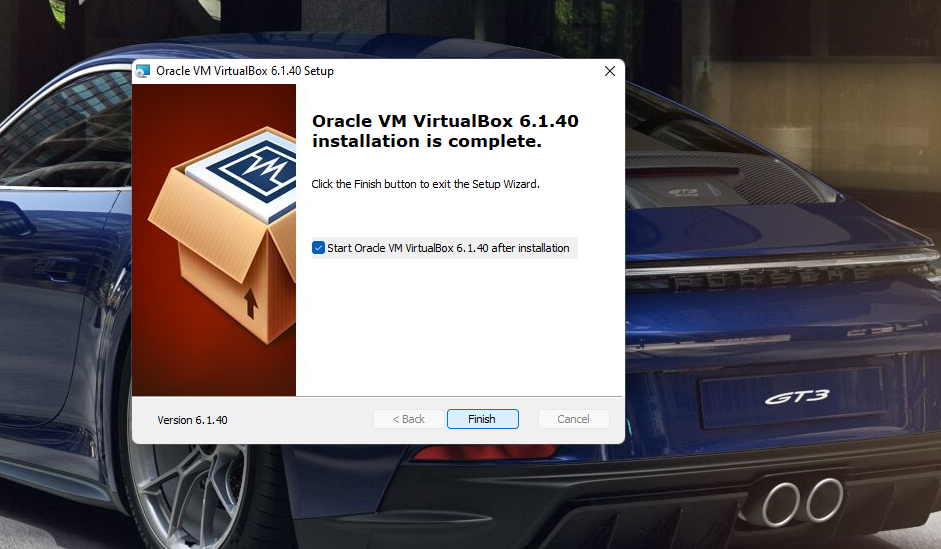 Oracle VM VirtualBox 6.1.40 Setup
Oracle VM VirtualBox 6.1.40
installation is complete.
Click the Finish button to exit the Setup Wizard.
Start Oracle VM VirtualBox 6.1.40 after installation
Version 6.1.40
< Back
Finish
Cancel
GT3
PORSCHE
GT3